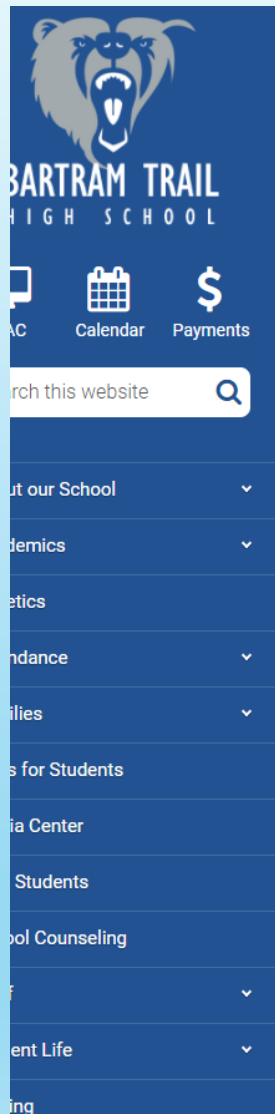 BARTRAM TRAIL
HIGH SCHOOL
AC Calendar Payments
rch this website
ut our School
demics
etics
ndance
ilies
s for Students
ia Center
Students
ool Counseling
f
ent Life
ing